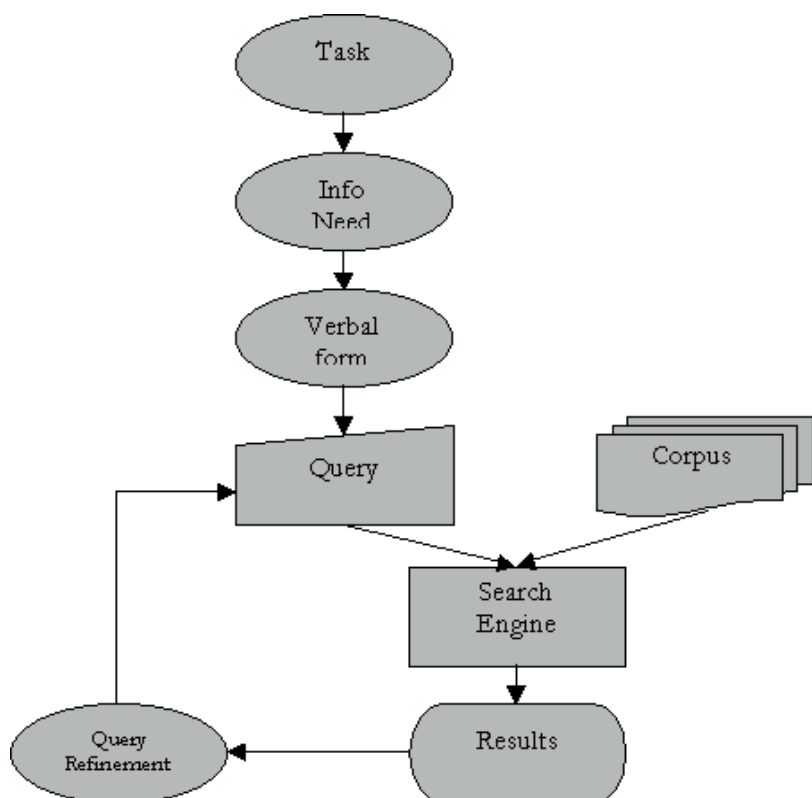 Task
Info
Need
Verbal
form
Query
Corpus
Search
Engine
Results
Query
Refinement